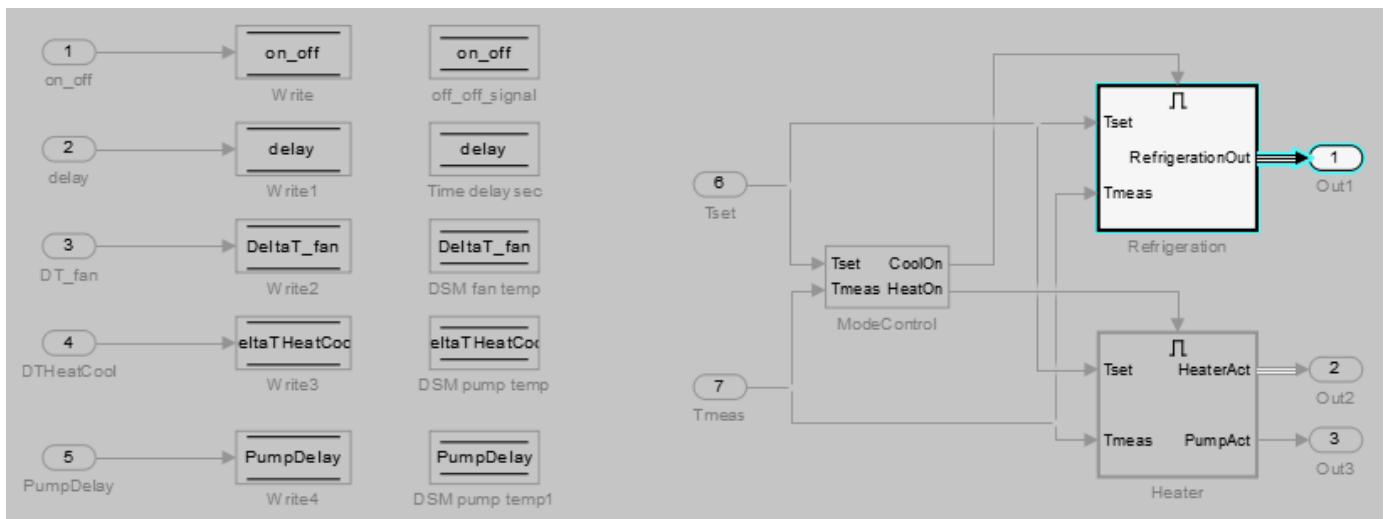 1
on_off
on_off
Write
on_off
off_off_signal
2
delay
delay
Write1
delay
Time delay sec
3
DT_fan
DeltaT_fan
Write2
DeltaT_fan
DSM fan temp
4
DTHeatCool
eltaTHeatCoo
Write3
eltaTHeatCoo
DSM pump temp
5
PumpDelay
PumpDelay
Write4
PumpDelay
DSM pump temp1
6
Tset
7
Tmeas
Tset CoolOn
Tmeas HeatOn
ModeControl
Tset
RefrigerationOut
Tmeas
Refrigeration
1
Out1
Tset HeaterAct
Tmeas PumpAct
Heater
2
Out2
3
Out3